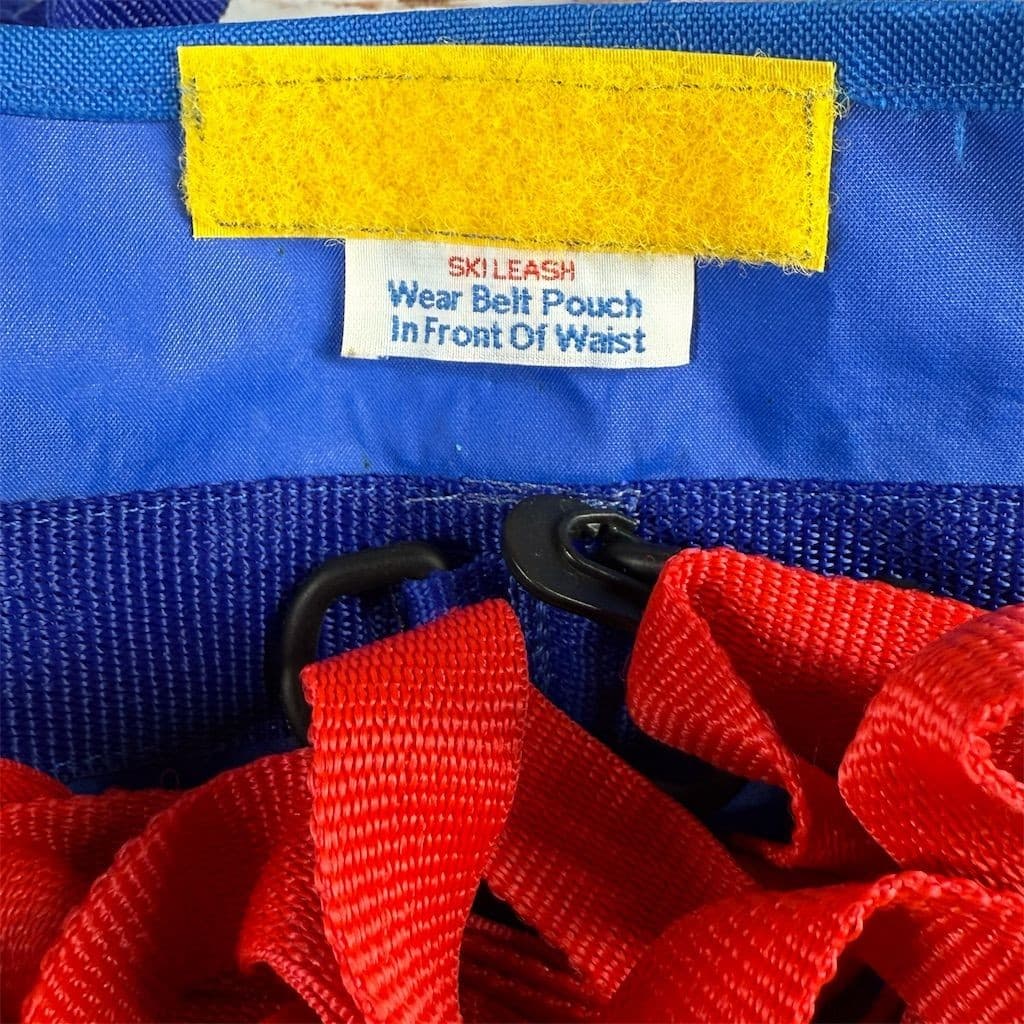 SKI LEASH
Wear Belt Pouch
In Front Of Waist